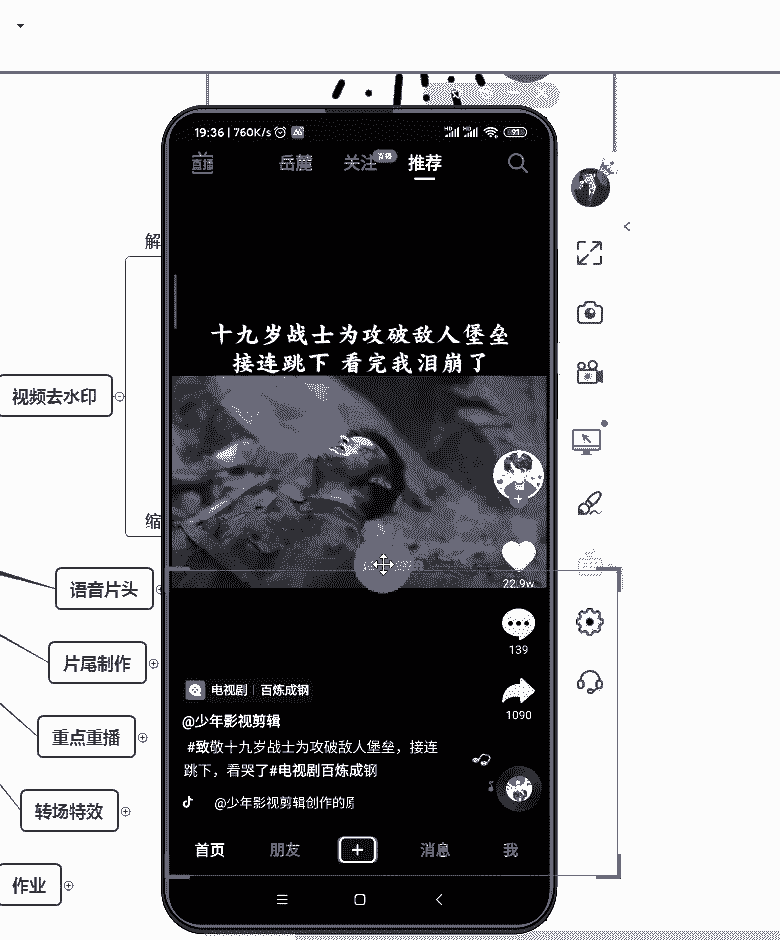 19:36 | 760K/s
91
直播
岳麓
关注
直播
推荐
解
十九岁战士为攻破敌人堡垒
接连跳下 看完我泪崩了
视频去水印
缩
22.9w
语音片头
139
片尾制作
电视剧 | 百炼成钢
1090
@少年影视剪辑
重点重播
#致敬十九岁战士为攻破敌人堡垒，接连
跳下，看哭了#电视剧百炼成钢
转场特效
@少年影视剪辑创作的原
首页
朋友
消息
我
作业